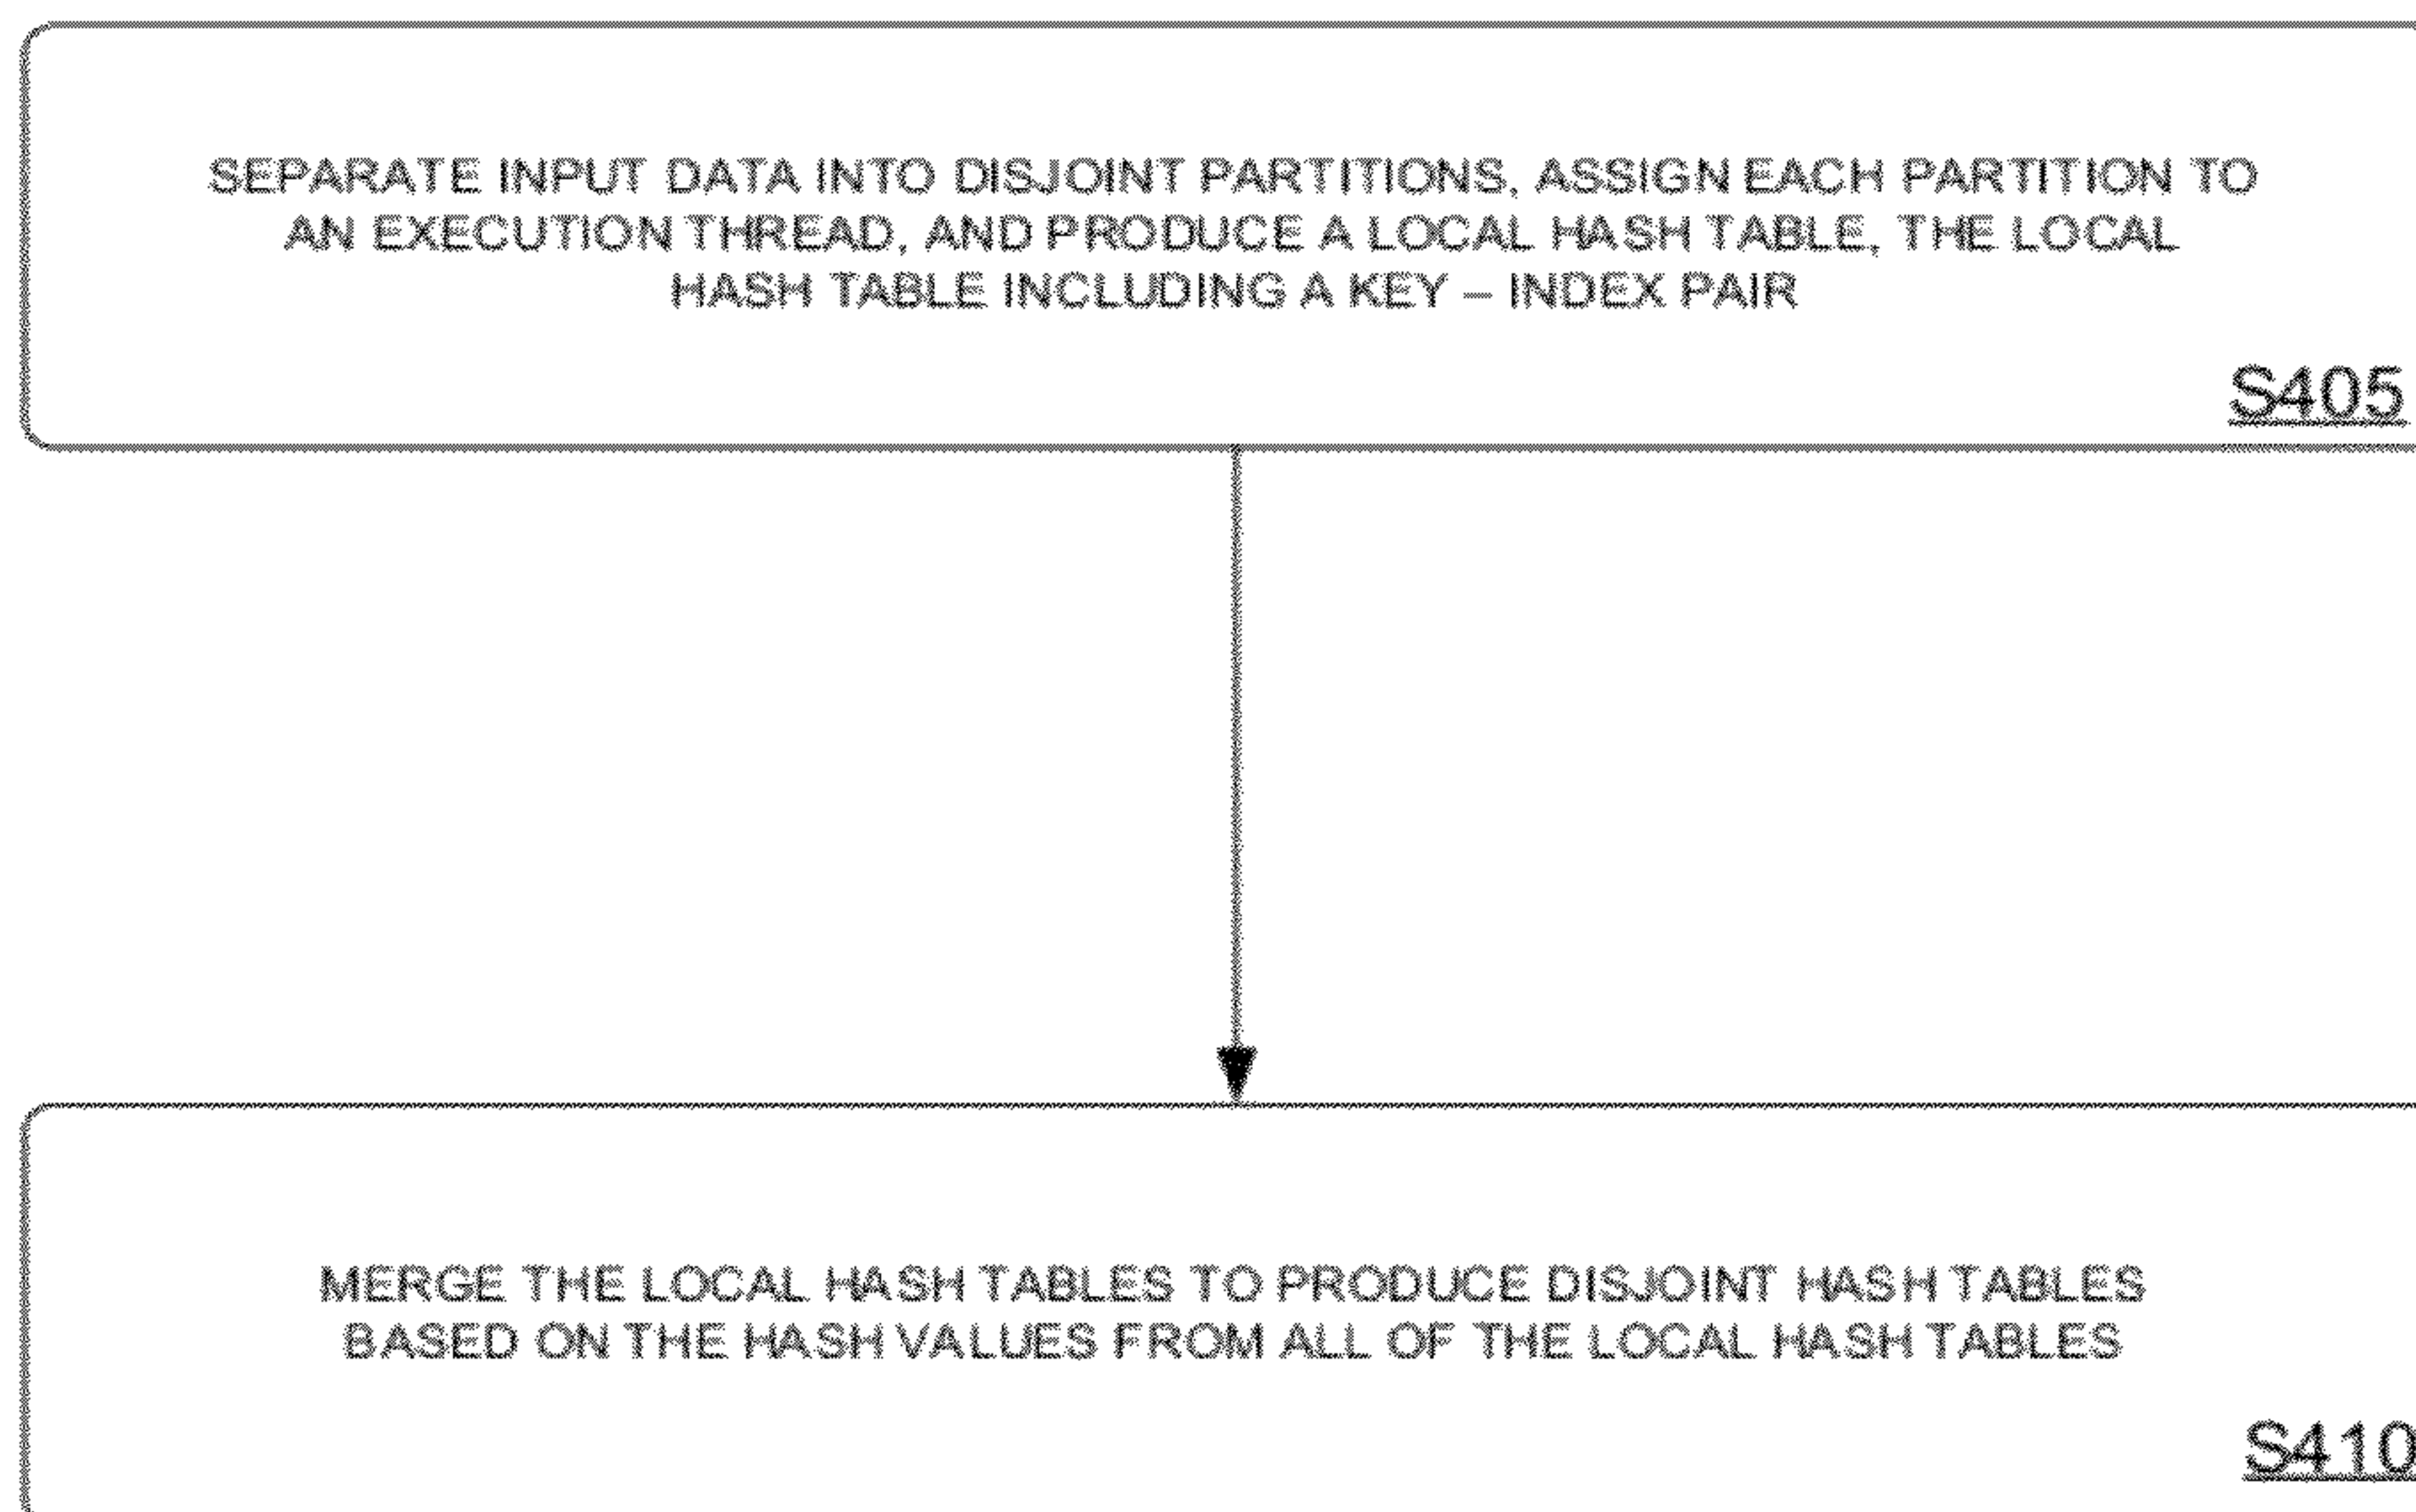 SEPARATE INPUT DATA INTO DISJOINT PARTITIONS, ASSIGN EACH PARTITION TO
AN EXECUTION THREAD, AND PRODUCE A LOCAL HASH TABLE, THE LOCAL
HASH TABLE INCLUDING A KEY – INDEX PAIR
S405
MERGE THE LOCAL HASH TABLES TO PRODUCE DISJOINT HASH TABLES
BASED ON THE HASH VALUES FROM ALL OF THE LOCAL HASH TABLES
S410